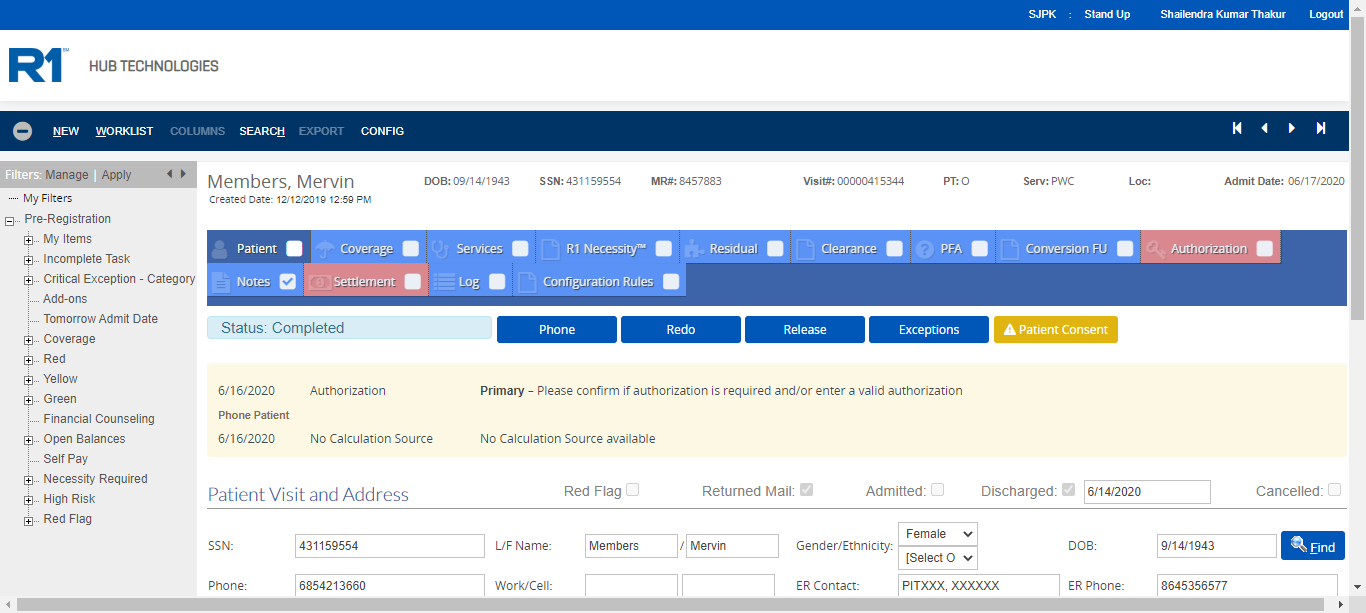 SJPK : Stand Up Shailendra Kumar Thakur Logout
R1 HUB TECHNOLOGIES
NEW WORKLIST COLUMNS SEARCH EXPORT CONFIG
Filters: Manage | Apply
My Filters
Pre-Registration
My Items
Incomplete Task
Critical Exception - Category
Add-ons
Tomorrow Admit Date
Coverage
Red
Yellow
Green
Financial Counseling
Open Balances
Self Pay
Necessity Required
High Risk
Red Flag
Members, Mervin DOB: 09/14/1943 SSN: 431159554 MR#: 8457883 Visit#: 00000415344 PT: O Serv: PWC Loc: Admit Date: 06/17/2020
Created Date: 12/12/2019 12:59 PM
Patient Coverage Services R1 Necessity™ Residual Clearance PFA Conversion FU Authorization
Notes Settlement Log Configuration Rules
Status: Completed Phone Redo Release Exceptions Patient Consent
6/16/2020 Authorization Primary – Please confirm if authorization is required and/or enter a valid authorization
Phone Patient
6/16/2020 No Calculation Source No Calculation Source available
Patient Visit and Address Red Flag Returned Mail: Admitted: Discharged: 6/14/2020 Cancelled:
SSN: 431159554 L/F Name: Members / Mervin Gender/Ethnicity: Female [Select O DOB: 9/14/1943 Find
Phone: 6854213660 Work/Cell: ER Contact: PITXXX, XXXXXX ER Phone: 8645356577